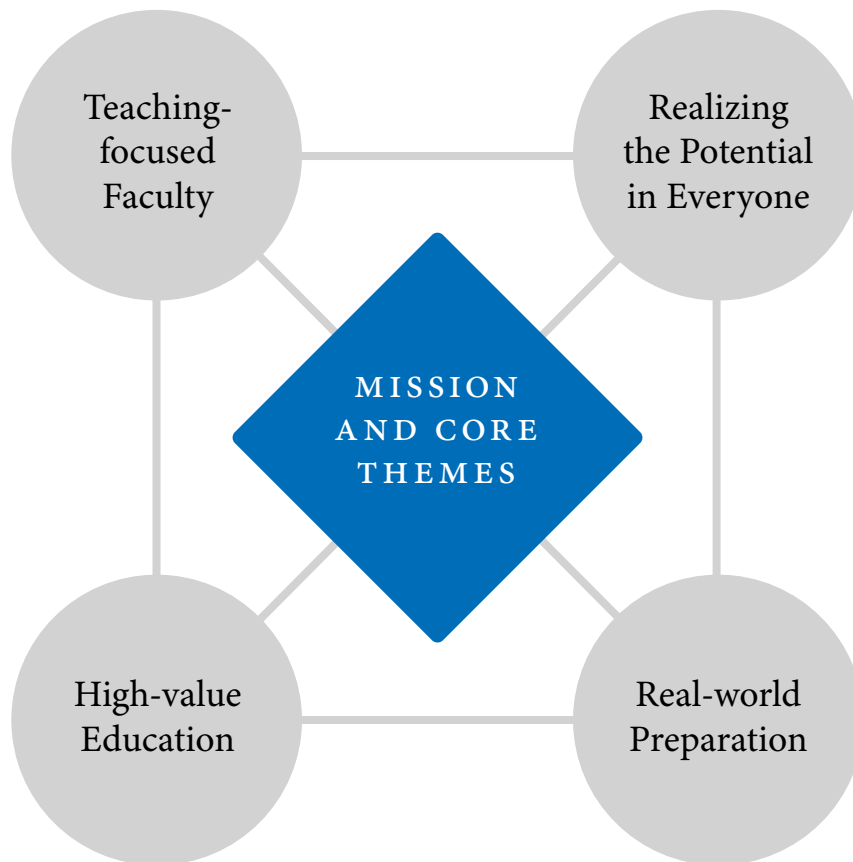 Teaching-
focused
Faculty
Realizing
the Potential
in Everyone
MISSION
AND CORE
THEMES
High-value
Education
Real-world
Preparation